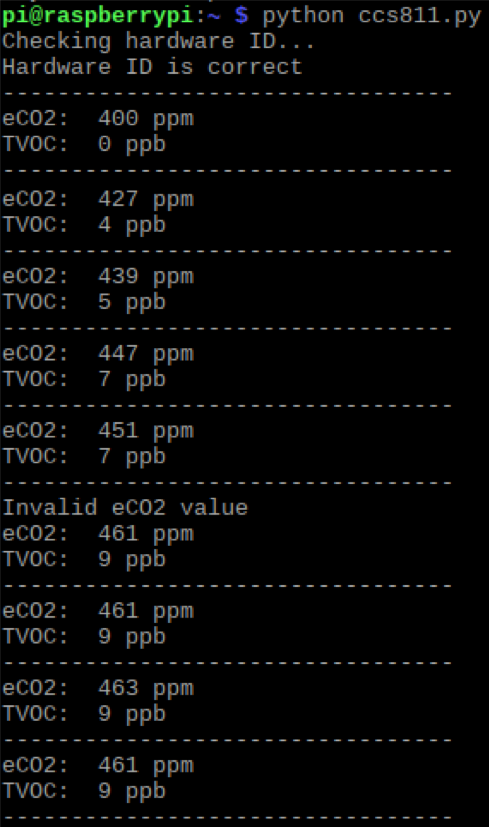 pi@raspberrypi:~ $ python ccs811.py
Checking hardware ID...
Hardware ID is correct
---------------------------------
eCO2:  400 ppm
TVOC:  0 ppb
---------------------------------
eCO2:  427 ppm
TVOC:  4 ppb
---------------------------------
eCO2:  439 ppm
TVOC:  5 ppb
---------------------------------
eCO2:  447 ppm
TVOC:  7 ppb
---------------------------------
eCO2:  451 ppm
TVOC:  7 ppb
---------------------------------
Invalid eCO2 value
eCO2:  461 ppm
TVOC:  9 ppb
---------------------------------
eCO2:  461 ppm
TVOC:  9 ppb
---------------------------------
eCO2:  463 ppm
TVOC:  9 ppb
---------------------------------
eCO2:  461 ppm
TVOC:  9 ppb
---------------------------------